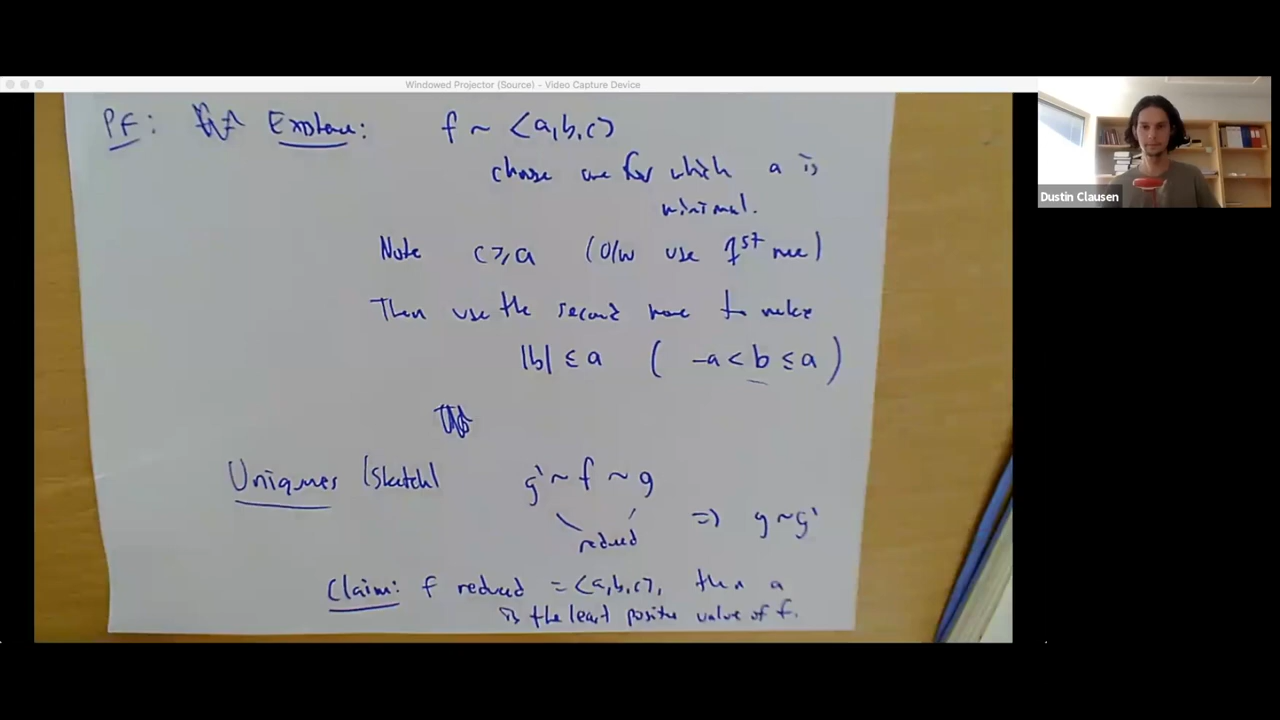 Windowed Projector (Source) - Video Capture Device
Dustin Clausen
Pf: Existence: f ~ <a,b,c>
choose one for which a is
minimal.
Note c ≥ a (O/w use 1st move)
Then use the second move to make
|b| ≤ a ( -a < b ≤ a )
Uniqueness (Sketch) g' ~ f ~ g
reduced => g ~ g'
Claim: f reduced = <a,b,c>, then a
is the least positive value of f.